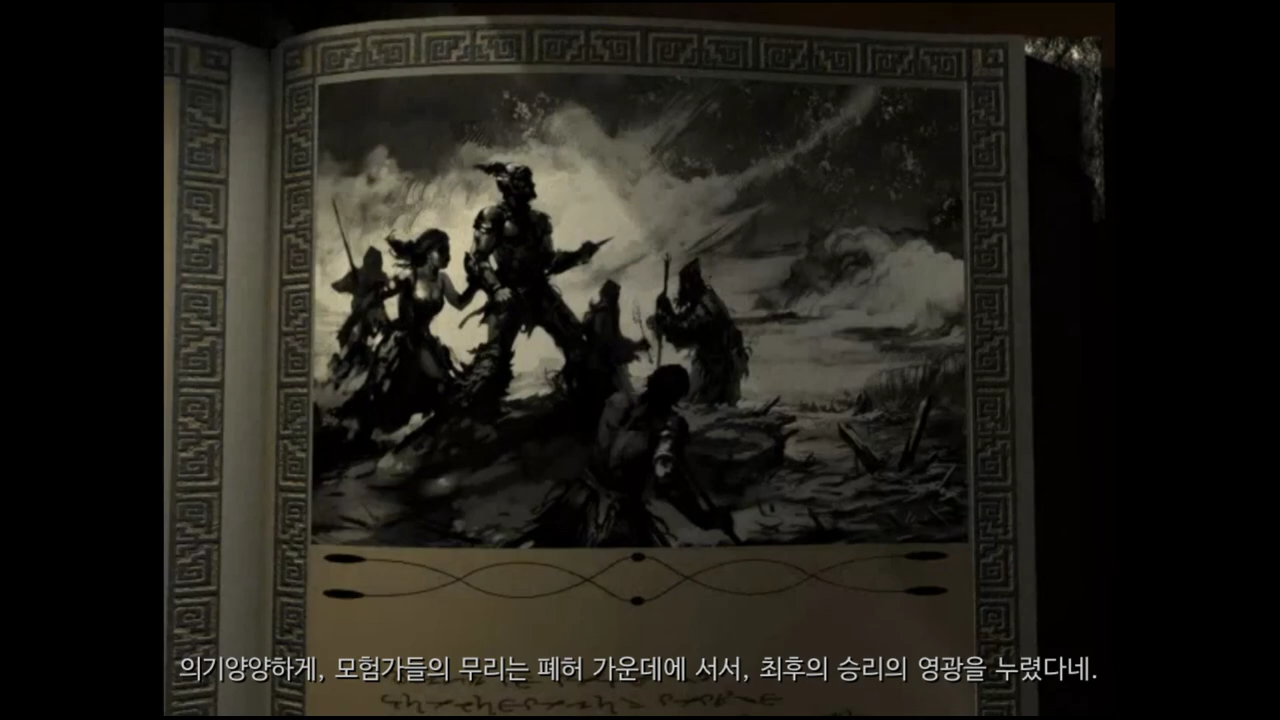 의기양양하게, 모험가들의 무리는 폐허 가운데에 서서, 최후의 승리의 영광을 누렸다네.